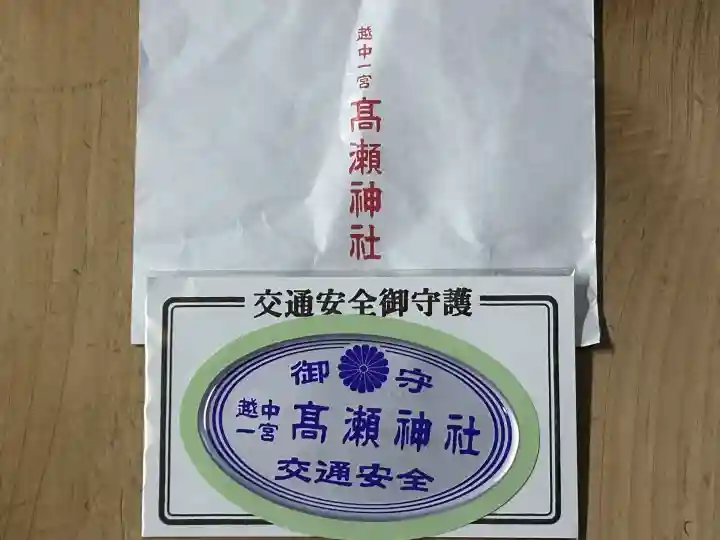 越中一宮
髙瀬神社
交通安全御守護
御守
越中一宮
髙瀬神社
交通安全